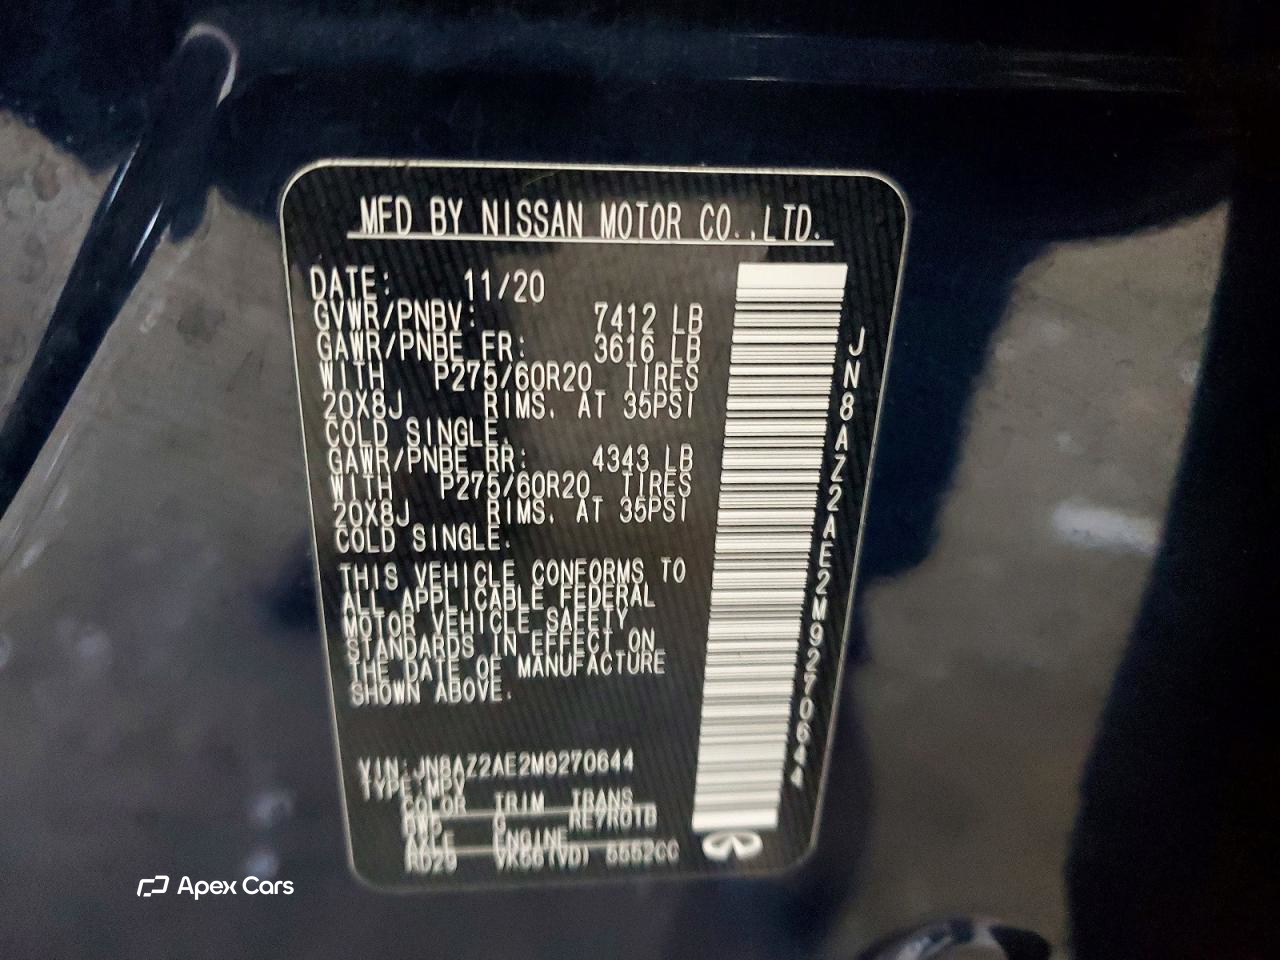 MFD BY NISSAN MOTOR CO.,LTD.
DATE: 11/20
GVWR/PNBV: 7412 LB
GAWR/PNBE FR: 3616 LB
WITH P275/60R20 TIRES
20X8J RIMS. AT 35PSI
COLD SINGLE.
GAWR/PNBE RR: 4343 LB
WITH P275/60R20 TIRES
20X8J RIMS. AT 35PSI
COLD SINGLE.
THIS VEHICLE CONFORMS TO
ALL APPLICABLE FEDERAL
MOTOR VEHICLE SAFETY
STANDARDS IN EFFECT ON
THE DATE OF MANUFACTURE
SHOWN ABOVE.
VIN:JN8AZ2AE2M9270644
TYPE:MPV
COLOR TRIM TRANS
G RE7R01B
AXLE ENGINE
RD29 VK56(VD) 5552CC
JN8AZ2AE2M9270644
Apex Cars